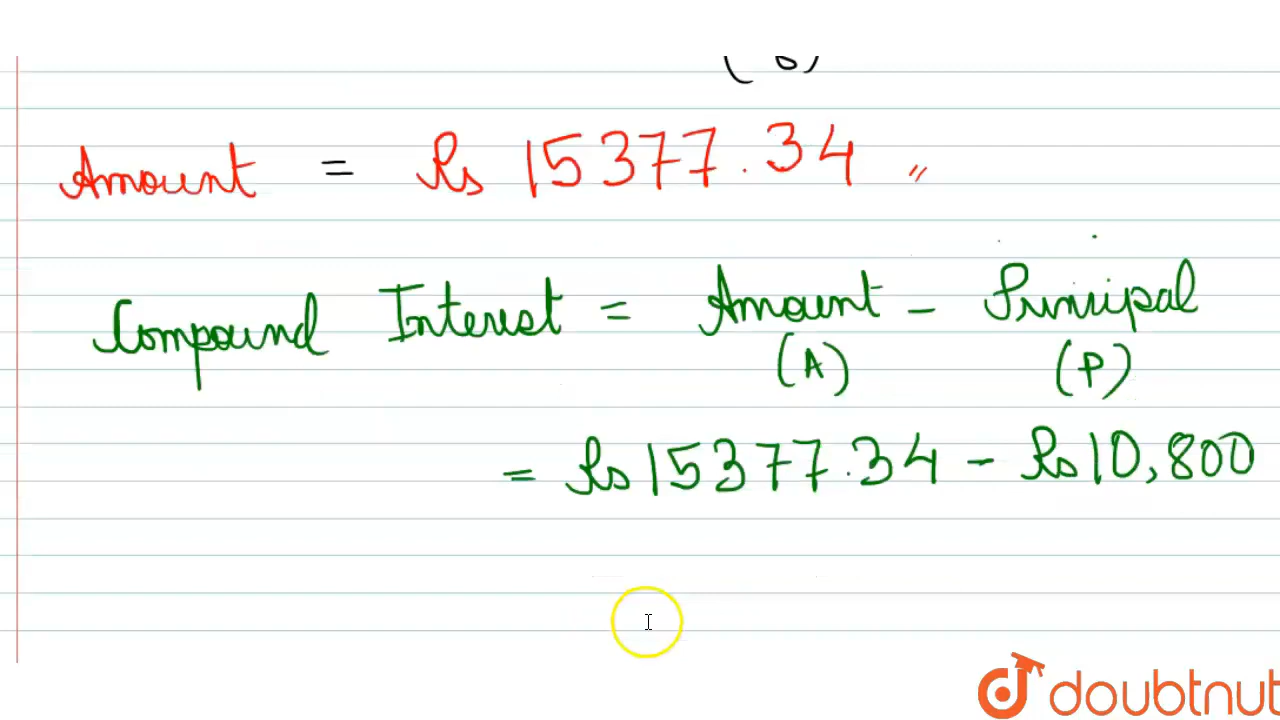 Amount = Rs 15377.34 〃
Compound Interest = Amount - Principal
(A) (P)
= Rs 15377.34 - Rs 10,800
doubtnut